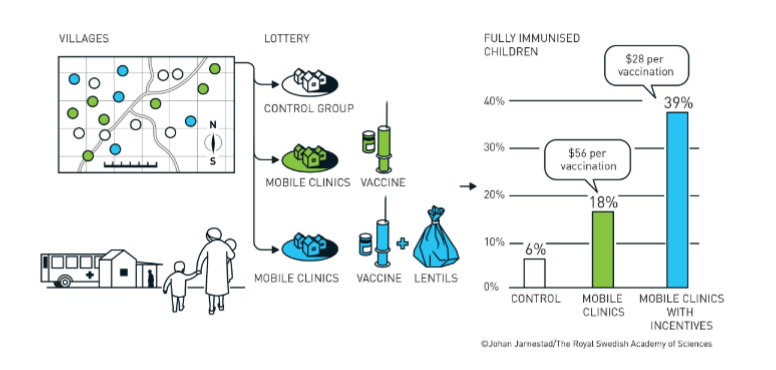 VILLAGES
N
S
LOTTERY
CONTROL GROUP
MOBILE CLINICS VACCINE
MOBILE CLINICS VACCINE LENTILS
FULLY IMMUNISED
CHILDREN
$28 per
vaccination
$56 per
vaccination
40%
30%
20%
10%
0%
6%
18%
39%
CONTROL
MOBILE
CLINICS
MOBILE CLINICS
WITH
INCENTIVES
©Johan Jarnestad/The Royal Swedish Academy of Sciences